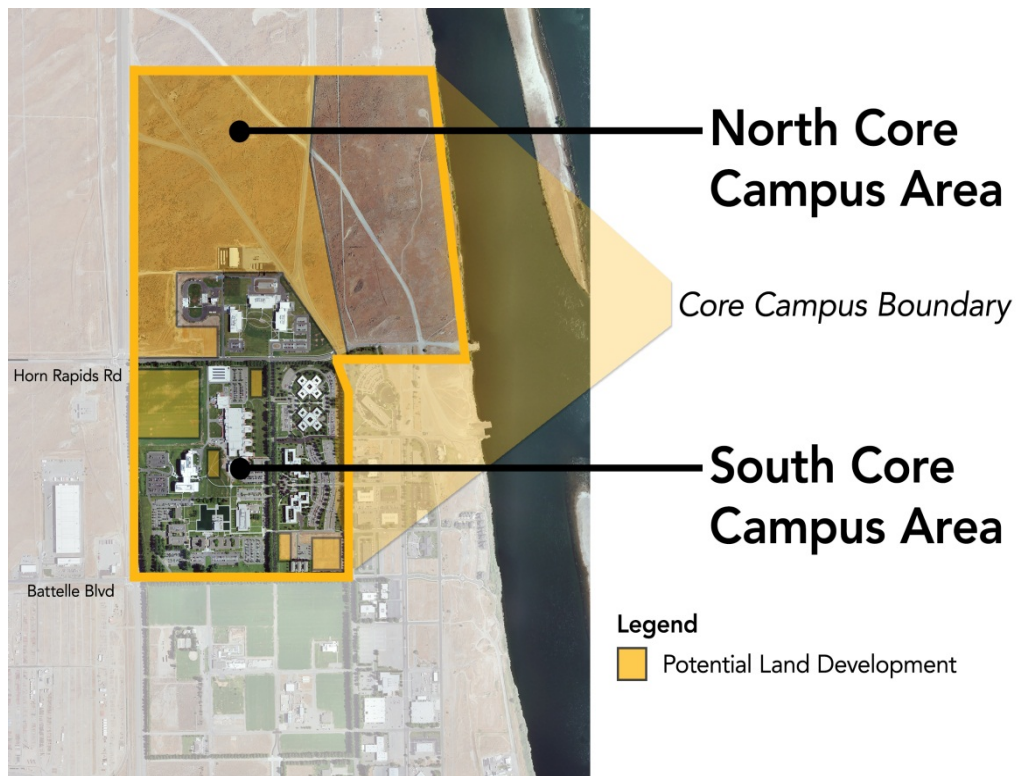 North Core
Campus Area
Core Campus Boundary
Horn Rapids Rd
South Core
Campus Area
Battelle Blvd
Legend
Potential Land Development